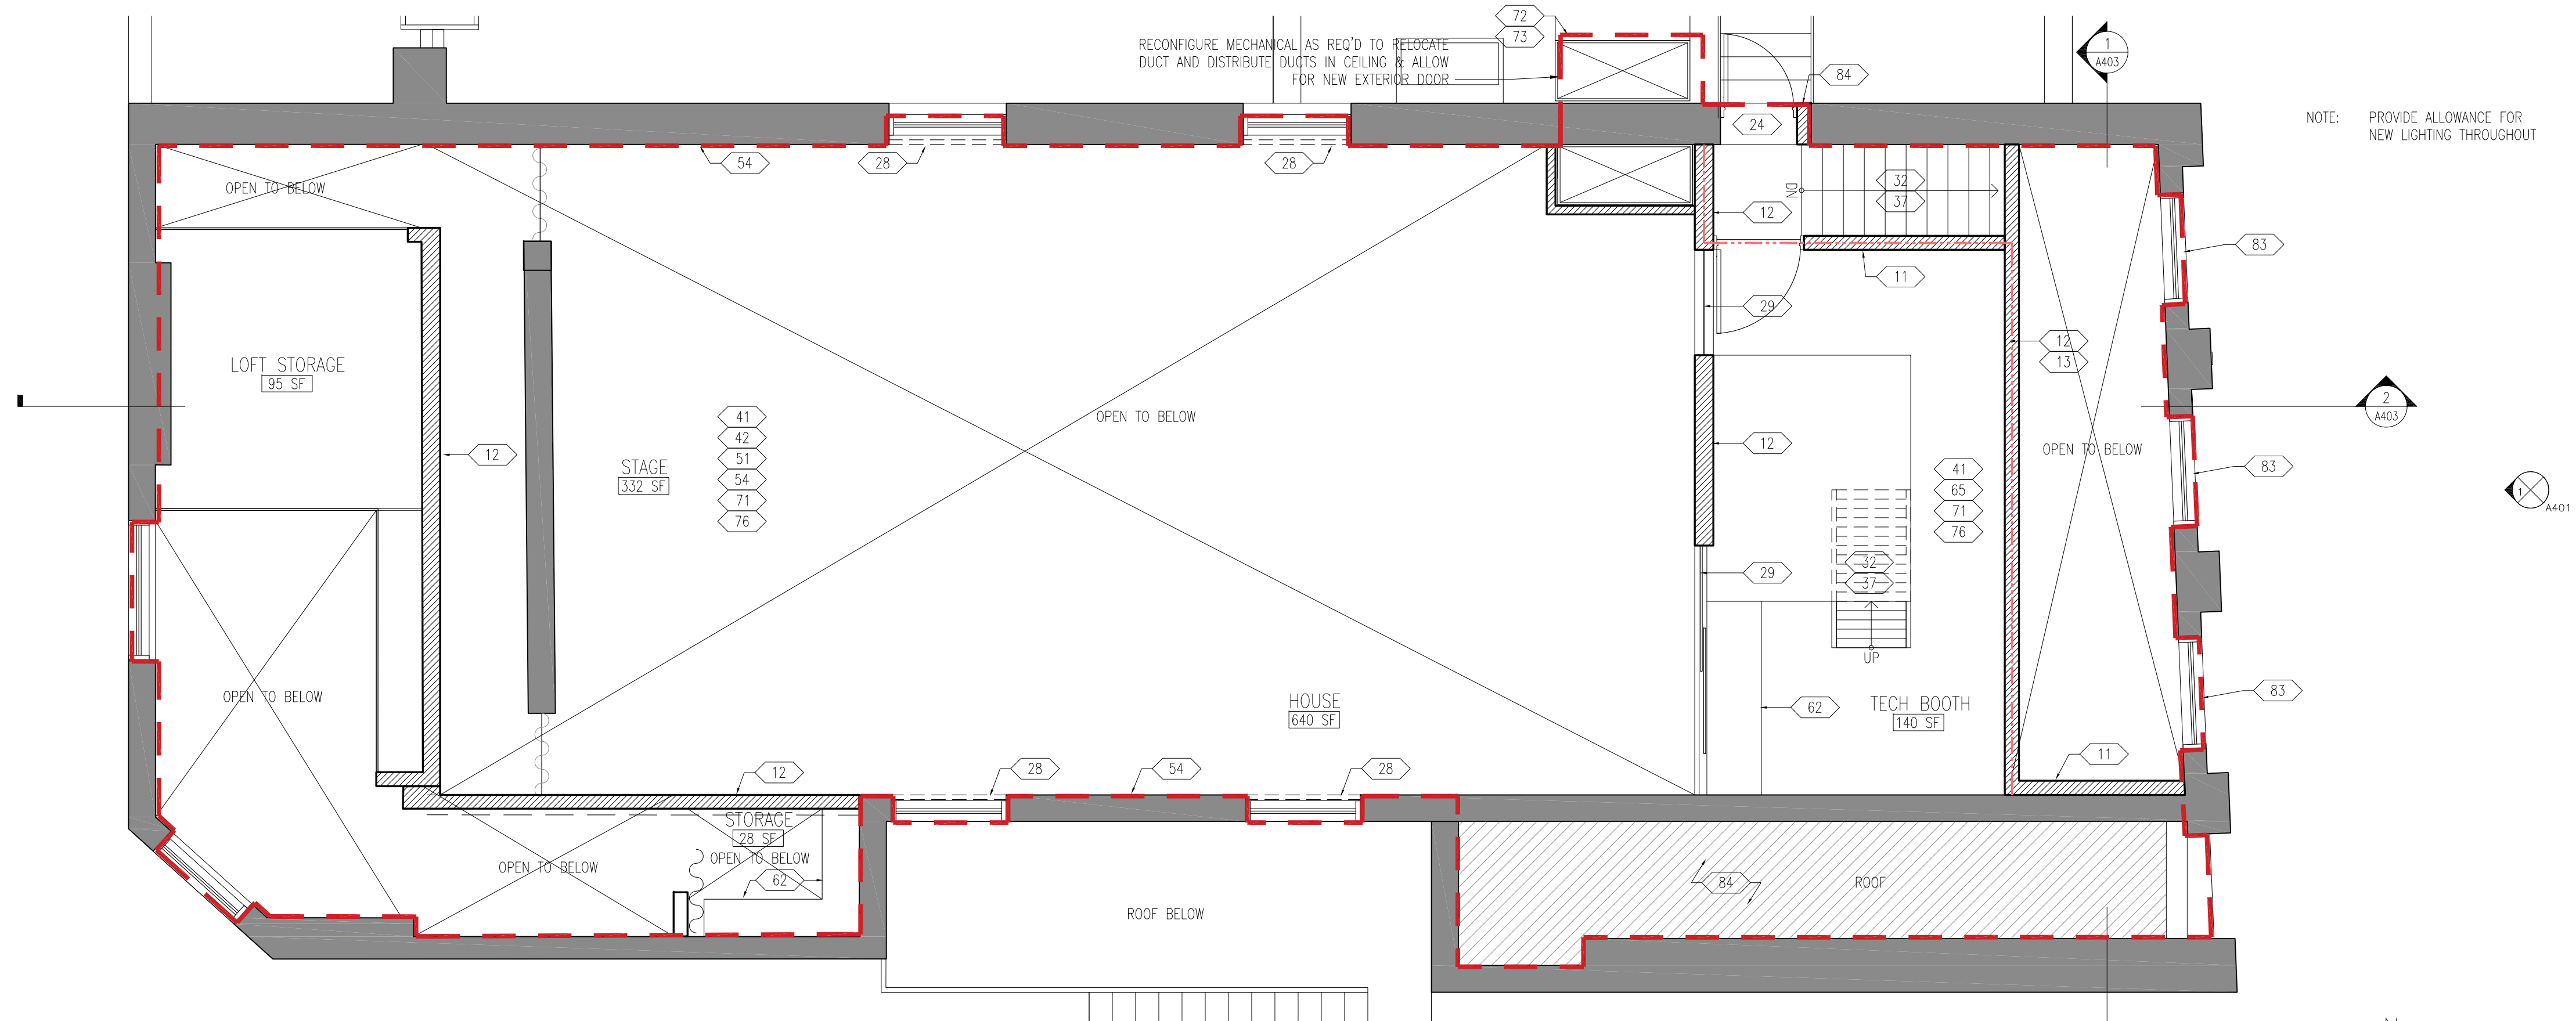 72
73
RECONFIGURE MECHANICAL AS REQ'D TO RELOCATE
DUCT AND DISTRIBUTE DUCTS IN CEILING & ALLOW
FOR NEW EXTERIOR DOOR
84
1
A403
NOTE: PROVIDE ALLOWANCE FOR
NEW LIGHTING THROUGHOUT
24
54
28
28
OPEN TO BELOW
DN
32
37
12
83
11
29
12
13
LOFT STORAGE
95 SF
2
A403
OPEN TO BELOW
41
42
51
54
71
76
12
STAGE
332 SF
12
OPEN TO BELOW
41
65
71
76
83
1
A401
29
32
37
UP
OPEN TO BELOW
HOUSE
640 SF
62
TECH BOOTH
140 SF
83
12
28
54
28
11
STORAGE
28 SF
OPEN TO BELOW
OPEN TO BELOW
62
84
ROOF
ROOF BELOW